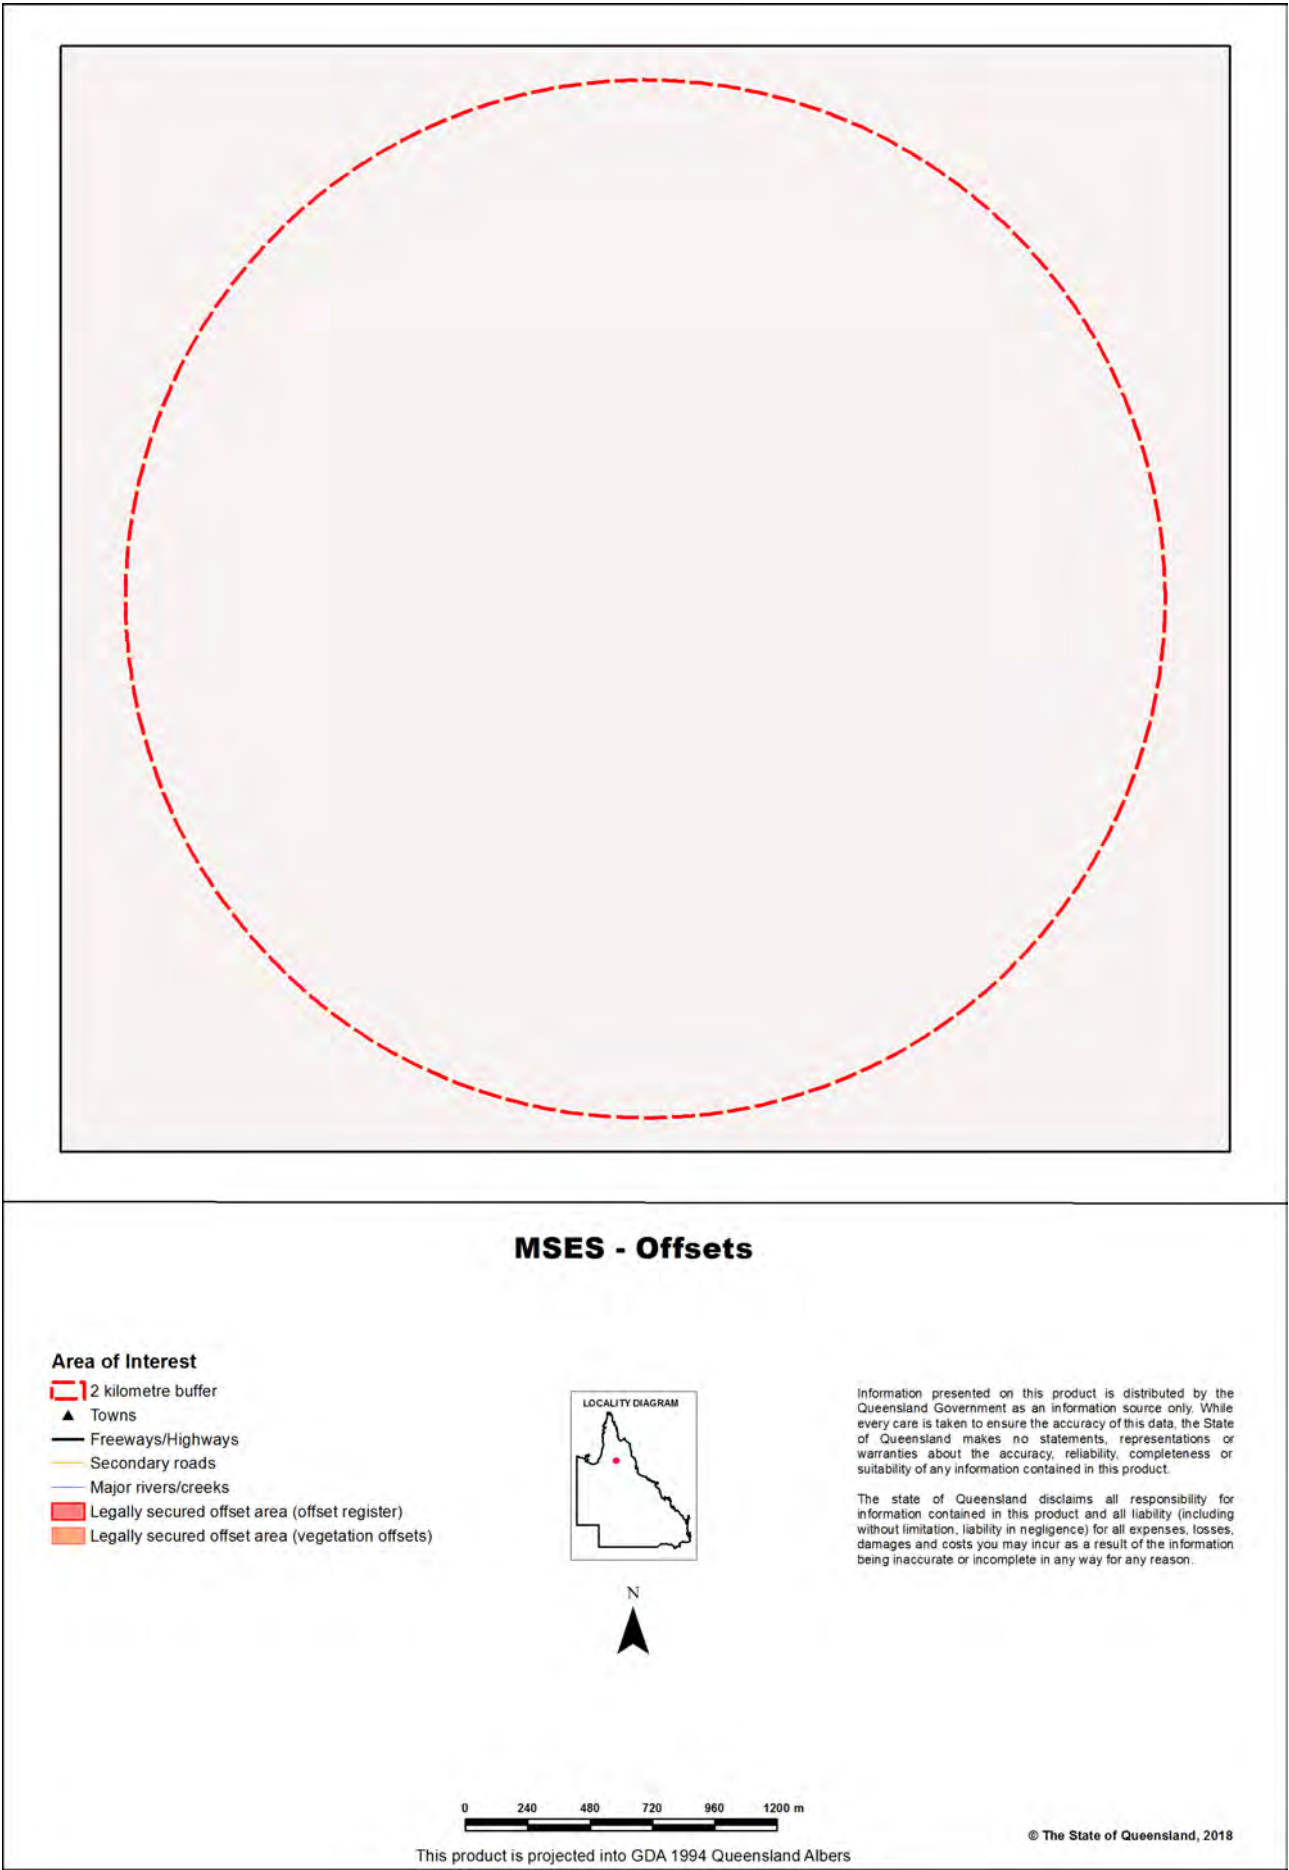 MSES - Offsets
Area of Interest
2 kilometre buffer
Towns
Freeways/Highways
Secondary roads
Major rivers/creeks
Legally secured offset area (offset register)
Legally secured offset area (vegetation offsets)
LOCALITY DIAGRAM
N
Information presented on this product is distributed by the
Queensland Government as an information source only. While
every care is taken to ensure the accuracy of this data, the State
of Queensland makes no statements, representations or
warranties about the accuracy, reliability, completeness or
suitability of any information contained in this product.
The state of Queensland disclaims all responsibility for
information contained in this product and all liability (including
without limitation, liability in negligence) for all expenses, losses,
damages and costs you may incur as a result of the information
being inaccurate or incomplete in any way for any reason.
0 240 480 720 960 1200 m
This product is projected into GDA 1994 Queensland Albers
© The State of Queensland, 2018